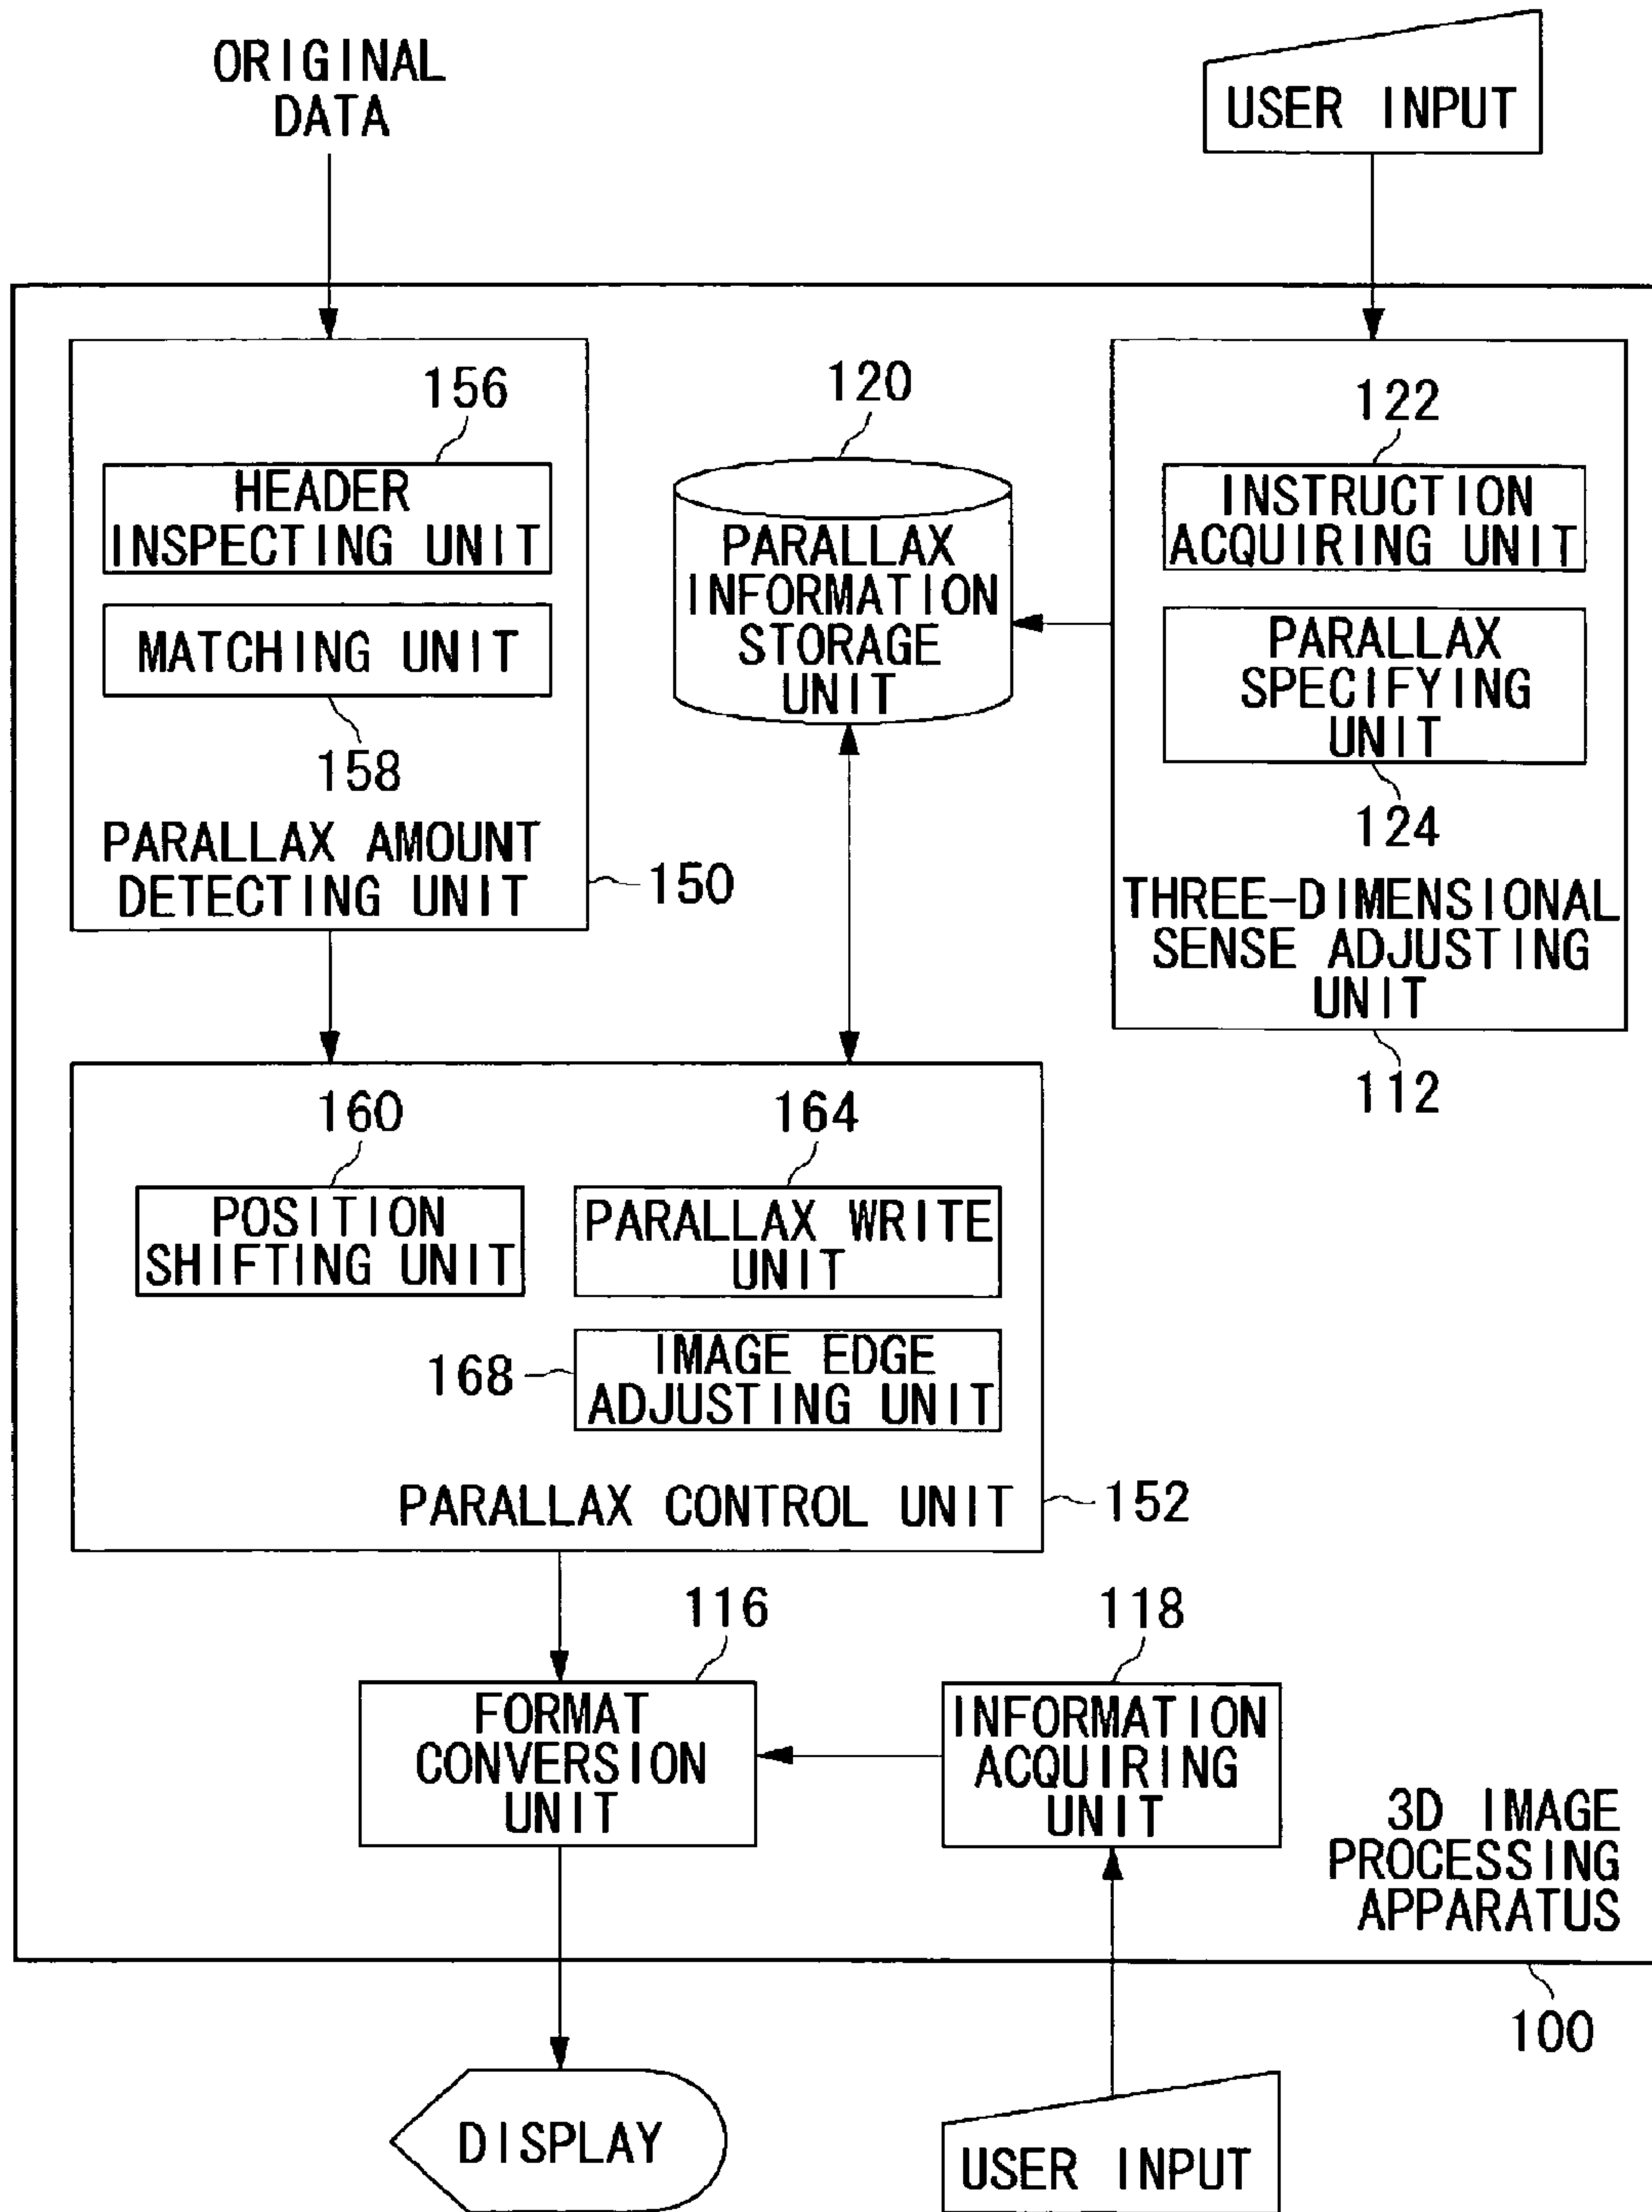 ORIGINAL
DATA
USER INPUT
156
HEADER
INSPECTING UNIT
MATCHING UNIT
158
PARALLAX AMOUNT
DETECTING UNIT
150
120
PARALLAX
INFORMATION
STORAGE
UNIT
122
INSTRUCTION
ACQUIRING UNIT
PARALLAX
SPECIFYING
UNIT
124
THREE-DIMENSIONAL
SENSE ADJUSTING
UNIT
112
160
POSITION
SHIFTING UNIT
164
PARALLAX WRITE
UNIT
168
IMAGE EDGE
ADJUSTING UNIT
PARALLAX CONTROL UNIT
152
116
FORMAT
CONVERSION
UNIT
118
INFORMATION
ACQUIRING
UNIT
3D IMAGE
PROCESSING
APPARATUS
100
DISPLAY
USER INPUT